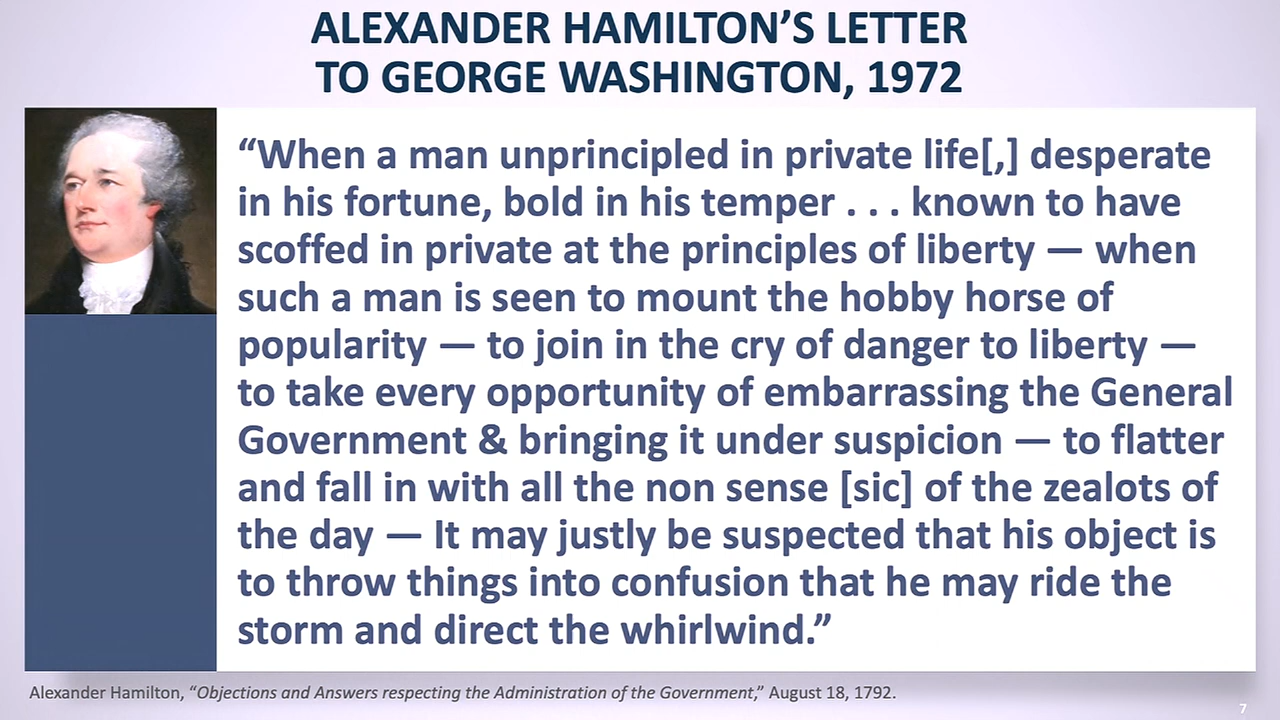 ALEXANDER HAMILTON’S LETTER
TO GEORGE WASHINGTON, 1972
“When a man unprincipled in private life[,] desperate
in his fortune, bold in his temper . . . known to have
scoffed in private at the principles of liberty — when
such a man is seen to mount the hobby horse of
popularity — to join in the cry of danger to liberty —
to take every opportunity of embarrassing the General
Government & bringing it under suspicion — to flatter
and fall in with all the non sense [sic] of the zealots of
the day — It may justly be suspected that his object is
to throw things into confusion that he may ride the
storm and direct the whirlwind.”
Alexander Hamilton, “Objections and Answers respecting the Administration of the Government,” August 18, 1792.
7